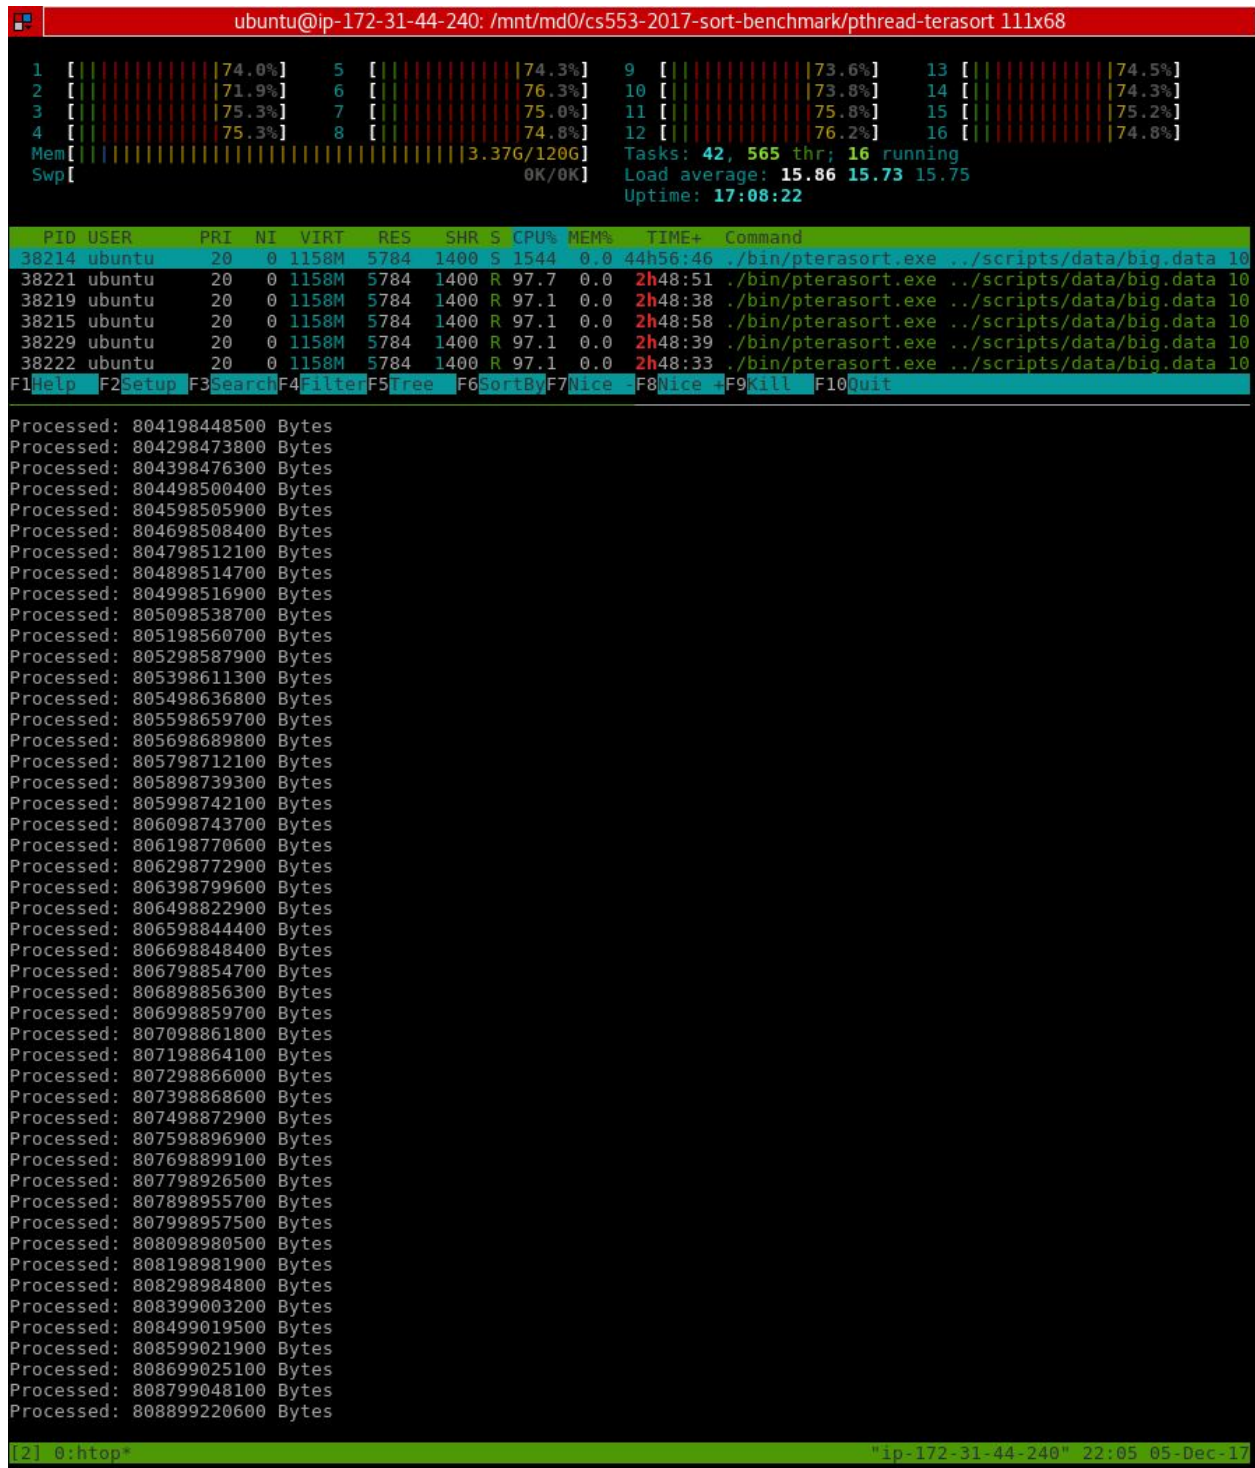 ubuntu@ip-172-31-44-240: /mnt/md0/cs553-2017-sort-benchmark/pthread-terasort 111x68
1 [|||||||||||||74.0%] 5 [|||||||||||||74.3%] 9 [|||||||||||||73.6%] 13 [|||||||||||||74.5%]
2 [|||||||||||||71.9%] 6 [|||||||||||||76.3%] 10 [|||||||||||||73.8%] 14 [|||||||||||||74.3%]
3 [|||||||||||||75.3%] 7 [|||||||||||||75.0%] 11 [|||||||||||||75.8%] 15 [|||||||||||||75.2%]
4 [|||||||||||||75.3%] 8 [|||||||||||||74.8%] 12 [|||||||||||||76.2%] 16 [|||||||||||||74.8%]
Mem[|||||||||||||||||||||||||||||||||||3.37G/120G] Tasks: 42, 565 thr; 16 running
Swp[ 0K/0K] Load average: 15.86 15.73 15.75
Uptime: 17:08:22
PID USER PRI NI VIRT RES SHR S CPU% MEM% TIME+ Command
38214 ubuntu 20 0 1158M 5784 1400 S 1544 0.0 44h56:46 ./bin/pterasort.exe ../scripts/data/big.data 10
38221 ubuntu 20 0 1158M 5784 1400 R 97.7 0.0 2h48:51 ./bin/pterasort.exe ../scripts/data/big.data 10
38219 ubuntu 20 0 1158M 5784 1400 R 97.1 0.0 2h48:38 ./bin/pterasort.exe ../scripts/data/big.data 10
38215 ubuntu 20 0 1158M 5784 1400 R 97.1 0.0 2h48:58 ./bin/pterasort.exe ../scripts/data/big.data 10
38229 ubuntu 20 0 1158M 5784 1400 R 97.1 0.0 2h48:39 ./bin/pterasort.exe ../scripts/data/big.data 10
38222 ubuntu 20 0 1158M 5784 1400 R 97.1 0.0 2h48:33 ./bin/pterasort.exe ../scripts/data/big.data 10
F1Help F2Setup F3SearchF4FilterF5Tree F6SortByF7Nice -F8Nice +F9Kill F10Quit
Processed: 804198448500 Bytes
Processed: 804298473800 Bytes
Processed: 804398476300 Bytes
Processed: 804498500400 Bytes
Processed: 804598505900 Bytes
Processed: 804698508400 Bytes
Processed: 804798512100 Bytes
Processed: 804898514700 Bytes
Processed: 804998516900 Bytes
Processed: 805098538700 Bytes
Processed: 805198560700 Bytes
Processed: 805298587900 Bytes
Processed: 805398611300 Bytes
Processed: 805498636800 Bytes
Processed: 805598659700 Bytes
Processed: 805698689800 Bytes
Processed: 805798712100 Bytes
Processed: 805898739300 Bytes
Processed: 805998742100 Bytes
Processed: 806098743700 Bytes
Processed: 806198770600 Bytes
Processed: 806298772900 Bytes
Processed: 806398799600 Bytes
Processed: 806498822900 Bytes
Processed: 806598844400 Bytes
Processed: 806698848400 Bytes
Processed: 806798854700 Bytes
Processed: 806898856300 Bytes
Processed: 806998859700 Bytes
Processed: 807098861800 Bytes
Processed: 807198864100 Bytes
Processed: 807298866000 Bytes
Processed: 807398868600 Bytes
Processed: 807498872900 Bytes
Processed: 807598896900 Bytes
Processed: 807698899100 Bytes
Processed: 807798926500 Bytes
Processed: 807898955700 Bytes
Processed: 807998957500 Bytes
Processed: 808098980500 Bytes
Processed: 808198981900 Bytes
Processed: 808298984800 Bytes
Processed: 808399003200 Bytes
Processed: 808499019500 Bytes
Processed: 808599021900 Bytes
Processed: 808699025100 Bytes
Processed: 808799048100 Bytes
Processed: 808899220600 Bytes
[2] 0:htop* "ip-172-31-44-240" 22:05 05-Dec-17